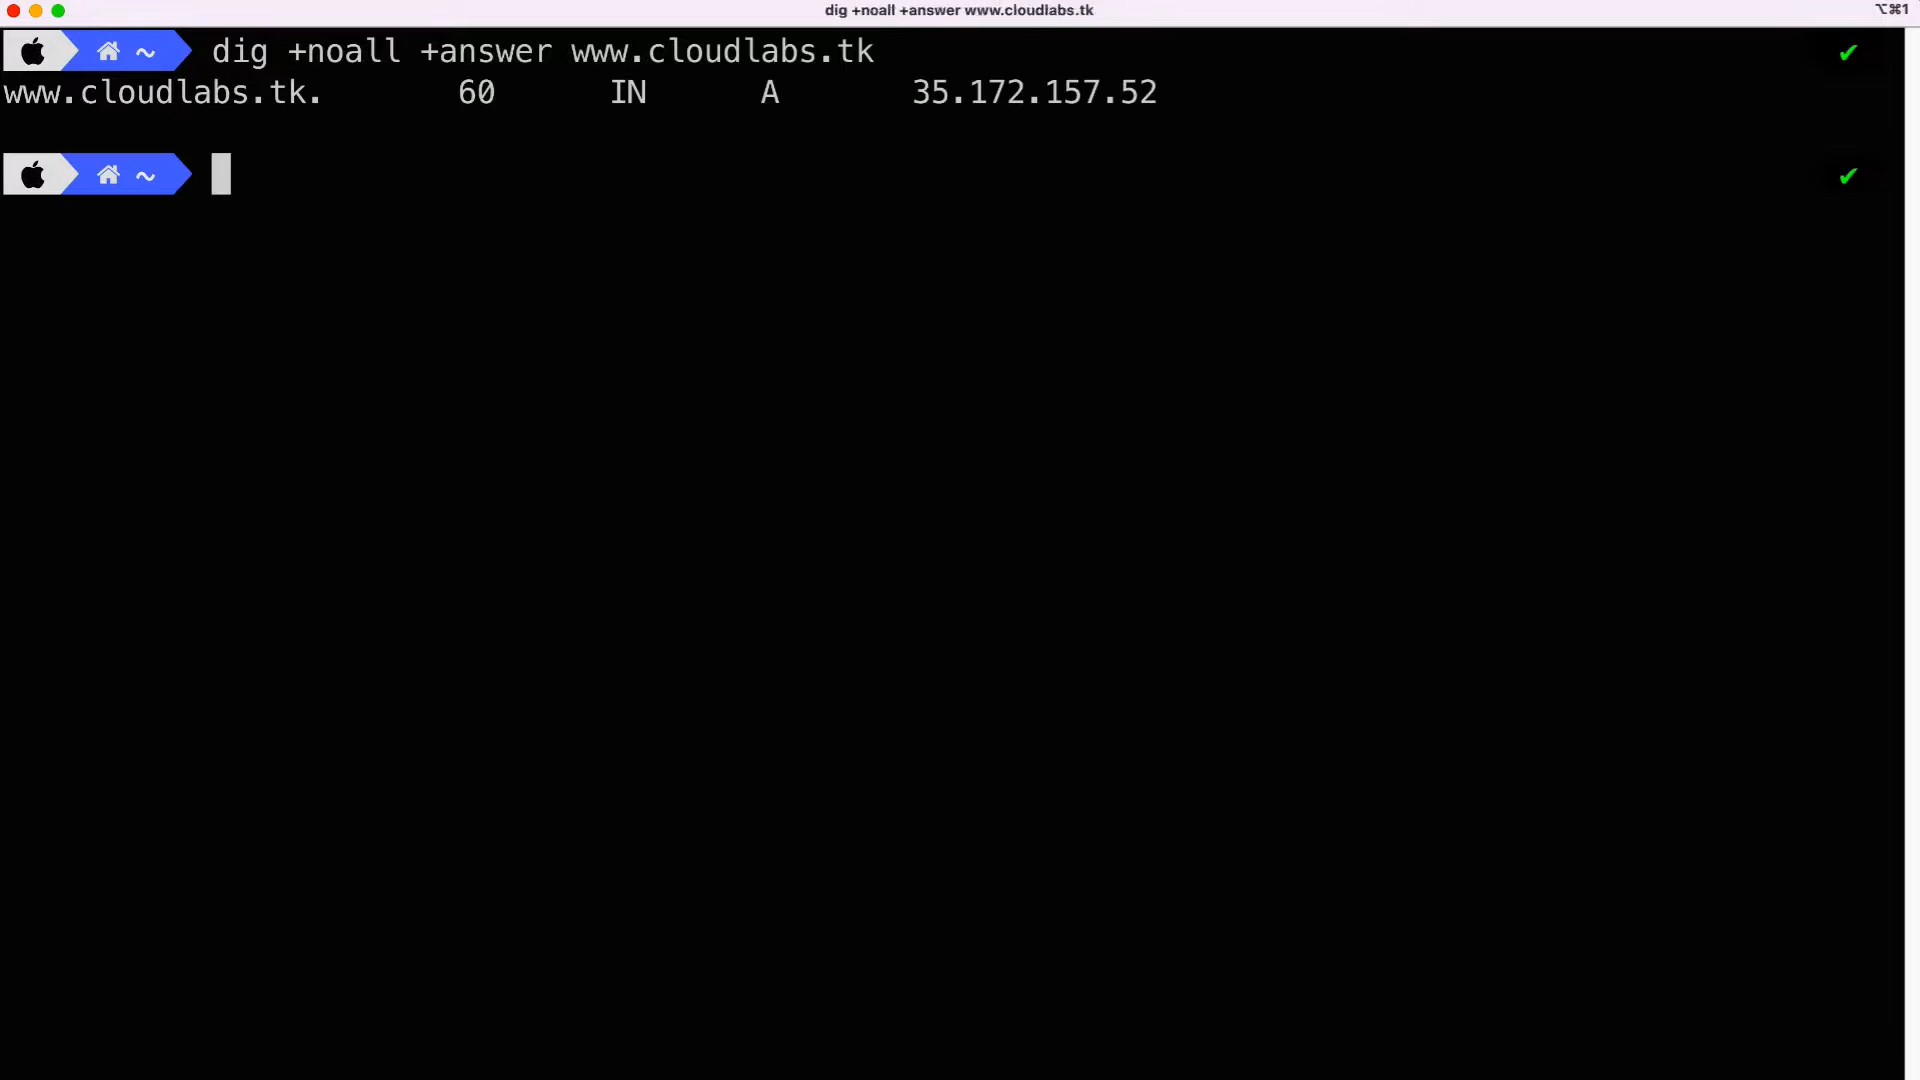 dig +noall +answer www.cloudlabs.tk
⌥⌘1
~ dig +noall +answer www.cloudlabs.tk ✔
www.cloudlabs.tk. 60 IN A 35.172.157.52
~ ✔